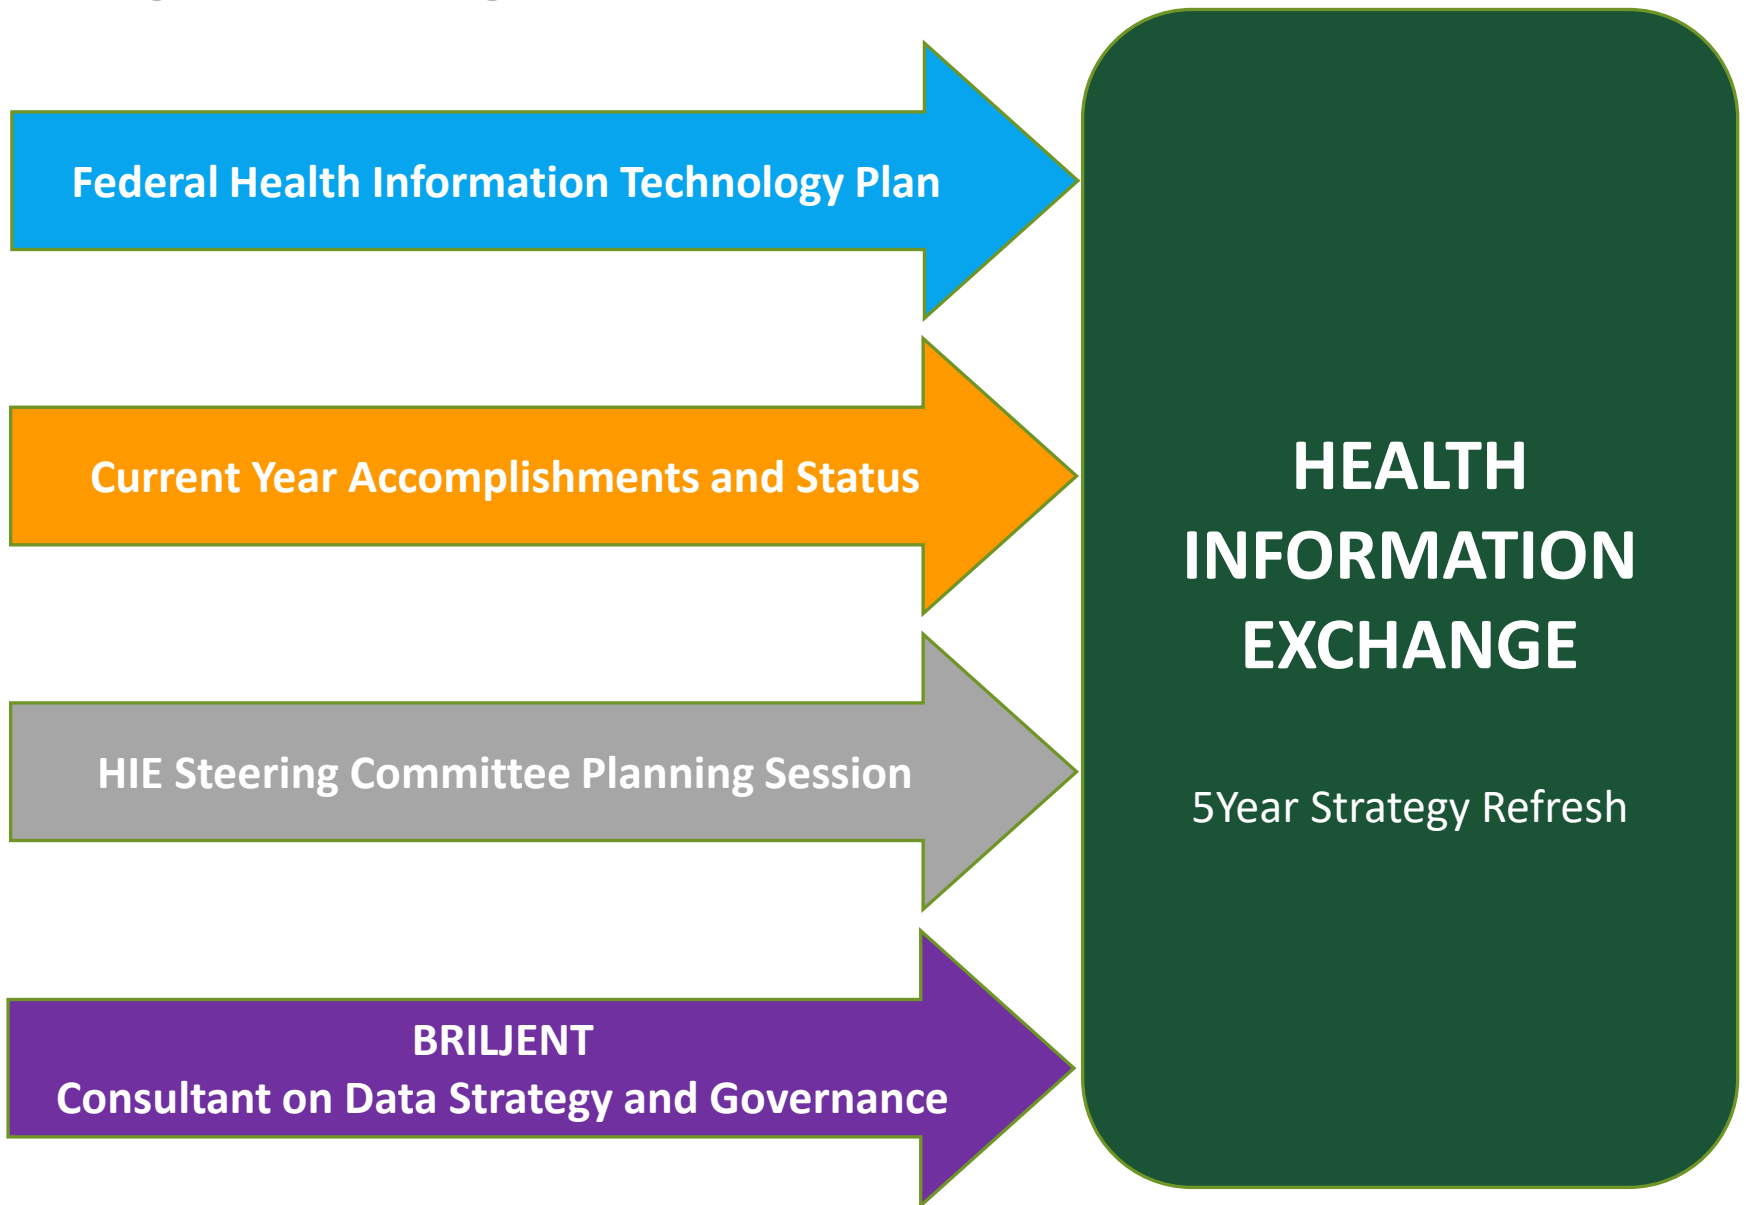 Federal Health Information Technology Plan
Current Year Accomplishments and Status
HIE Steering Committee Planning Session
BRILJENT
Consultant on Data Strategy and Governance
HEALTH
INFORMATION
EXCHANGE
5Year Strategy Refresh